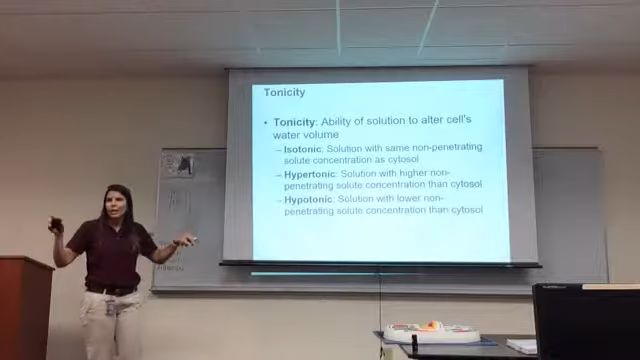 Tonicity
• Tonicity: Ability of solution to alter cell's
water volume
– Isotonic: Solution with same non-penetrating
solute concentration as cytosol
– Hypertonic: Solution with higher non-
penetrating solute concentration than cytosol
– Hypotonic: Solution with lower non-
penetrating solute concentration than cytosol